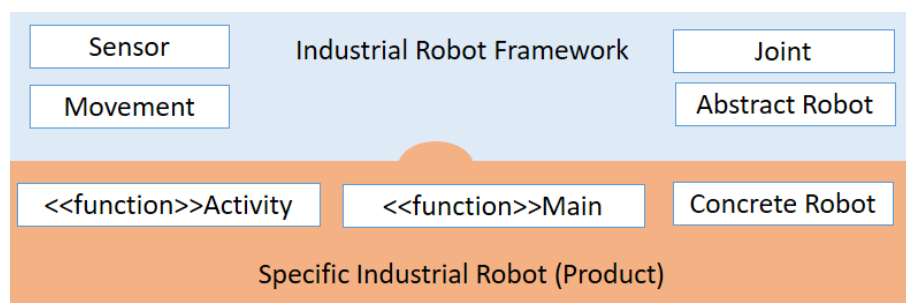 Sensor
Industrial Robot Framework
Joint
Movement
Abstract Robot
<<function>>Activity
<<function>>Main
Concrete Robot
Specific Industrial Robot (Product)